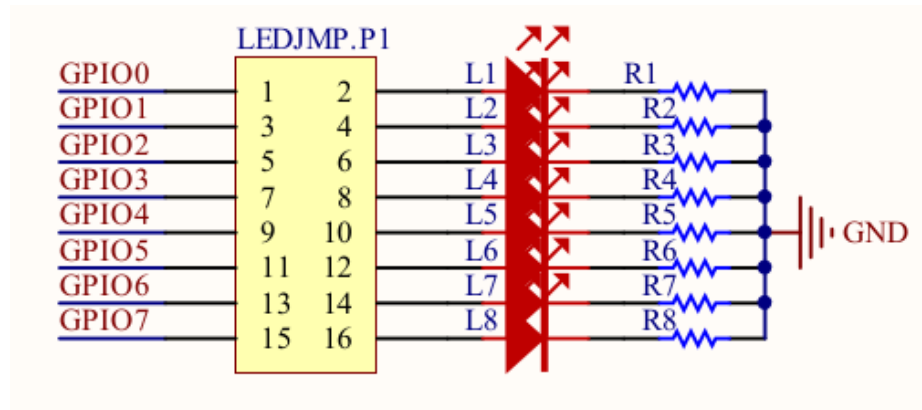 LEDJMP.P1
GPIO0 1 2 L1 R1
GPIO1 3 4 L2 R2
GPIO2 5 6 L3 R3
GPIO3 7 8 L4 R4
GPIO4 9 10 L5 R5 GND
GPIO5 11 12 L6 R6
GPIO6 13 14 L7 R7
GPIO7 15 16 L8 R8